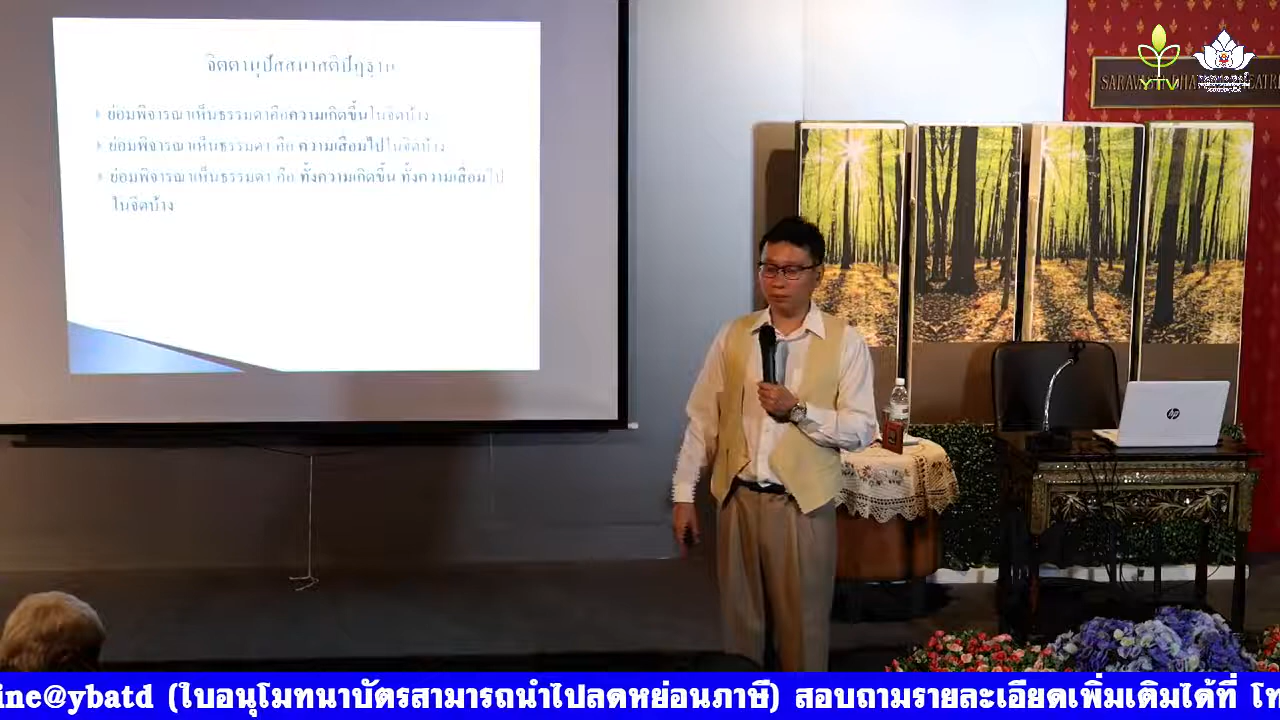 จิตตานุปัสสนาสติปัฏฐาน
ย่อมพิจารณาเห็นธรรมดาคือความเกิดขึ้นในจิตบ้าง
ย่อมพิจารณาเห็นธรรมดา คือ ความเสื่อมไปในจิตบ้าง
ย่อมพิจารณาเห็นธรรมดา คือ ทั้งความเกิดขึ้น ทั้งความเสื่อมไป
ในจิตบ้าง
YTV
hp
ine@ybatd (ใบอนุโมทนาบัตรสามารถนำไปลดหย่อนภาษี) สอบถามรายละเอียดเพิ่มเติมได้ที่ โท